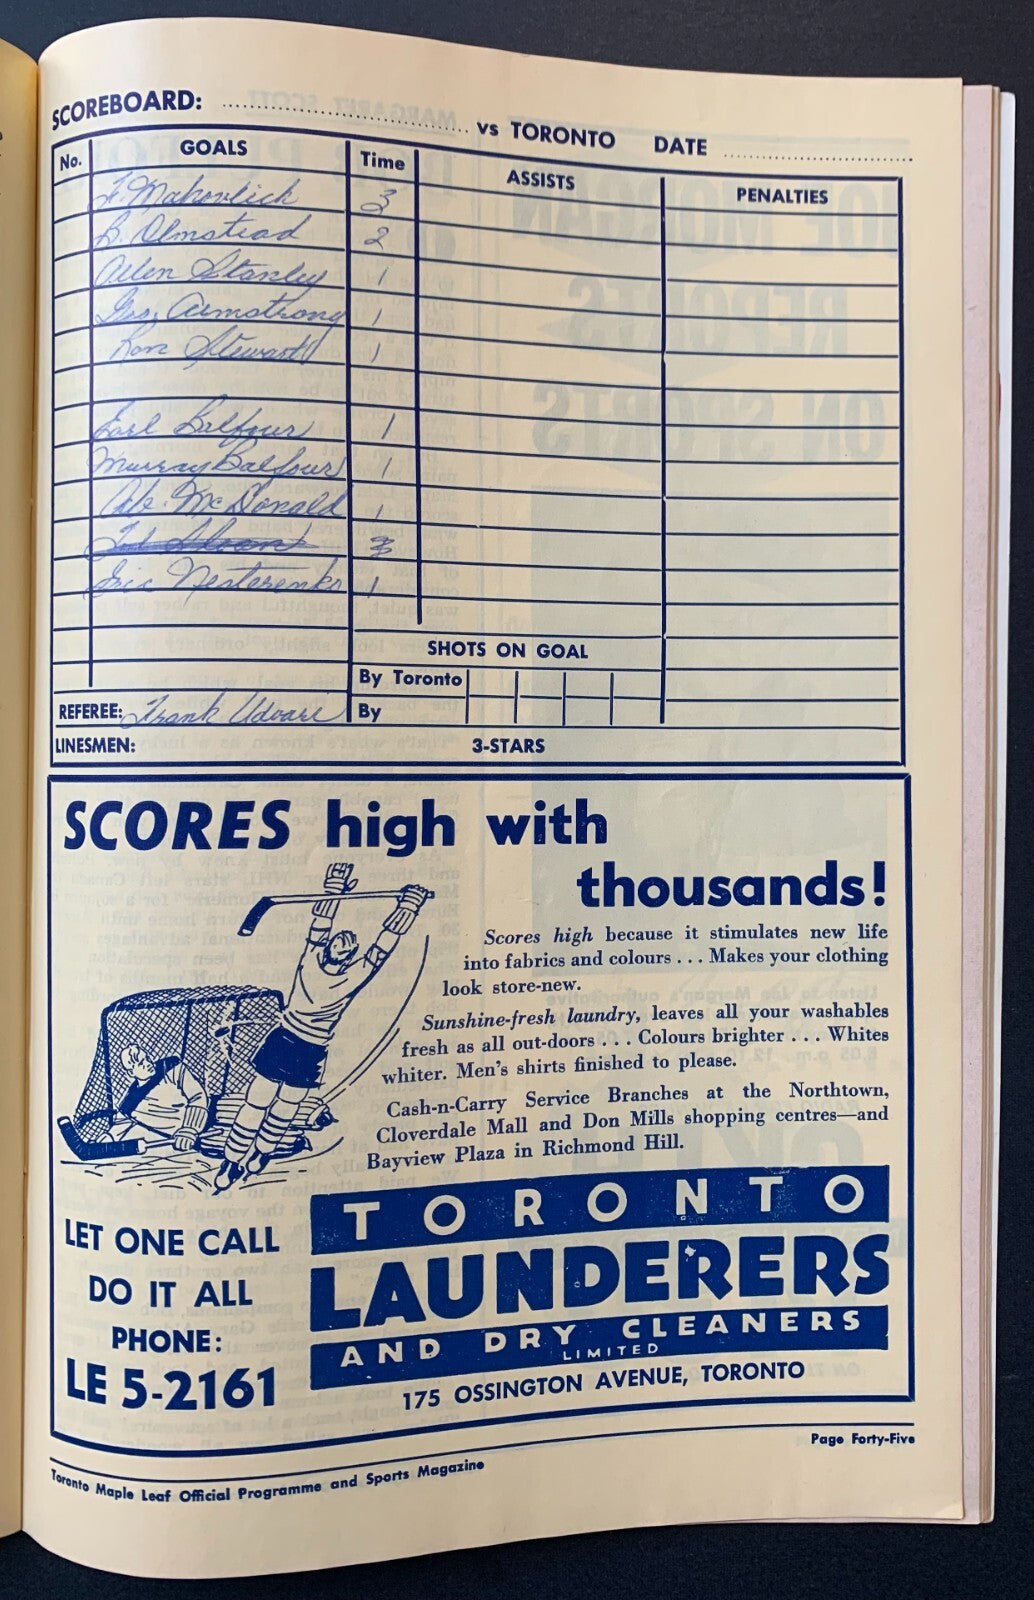 SCOREBOARD: vs TORONTO DATE
No. GOALS Time ASSISTS PENALTIES
F. Mahovlich 3
B. Olmstead 2
Allen Stanley 1
Geo. Armstrong 1
Ron Stewart 1
Earl Balfour 1
Murray Balfour 1
Ab. McDonald 1
Tod Sloan 3
Eric Nesterenko 1
SHOTS ON GOAL
By Toronto
REFEREE: Frank Udvari By
LINESMEN: 3-STARS
SCORES high with
thousands!
Scores high because it stimulates new life
into fabrics and colours . . . Makes your clothing
look store-new.
Sunshine-fresh laundry, leaves all your washables
fresh as all out-doors . . . Colours brighter . . . Whites
whiter. Men's shirts finished to please.
Cash-n-Carry Service Branches at the Northtown,
Cloverdale Mall and Don Mills shopping centres—and
Bayview Plaza in Richmond Hill.
LET ONE CALL
DO IT ALL
PHONE:
LE 5-2161
TORONTO
LAUNDERERS
AND DRY CLEANERS
LIMITED
175 OSSINGTON AVENUE, TORONTO
Page Forty-Five
Toronto Maple Leaf Official Programme and Sports Magazine